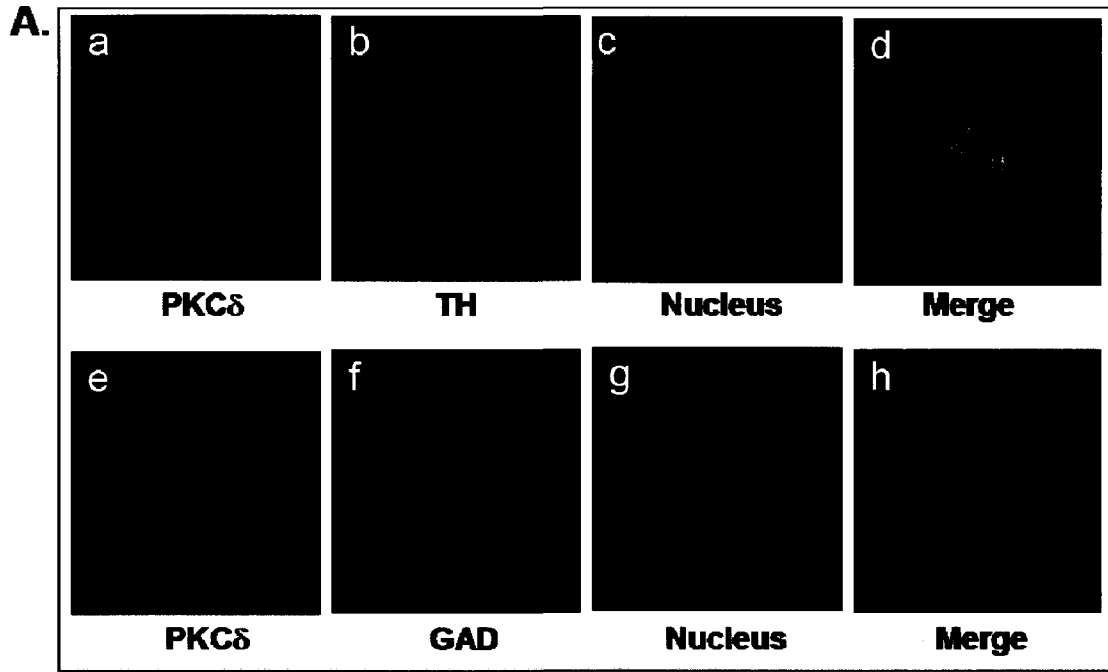 A.
a b c d
PKCδ TH Nucleus Merge
e f g h
PKCδ GAD Nucleus Merge